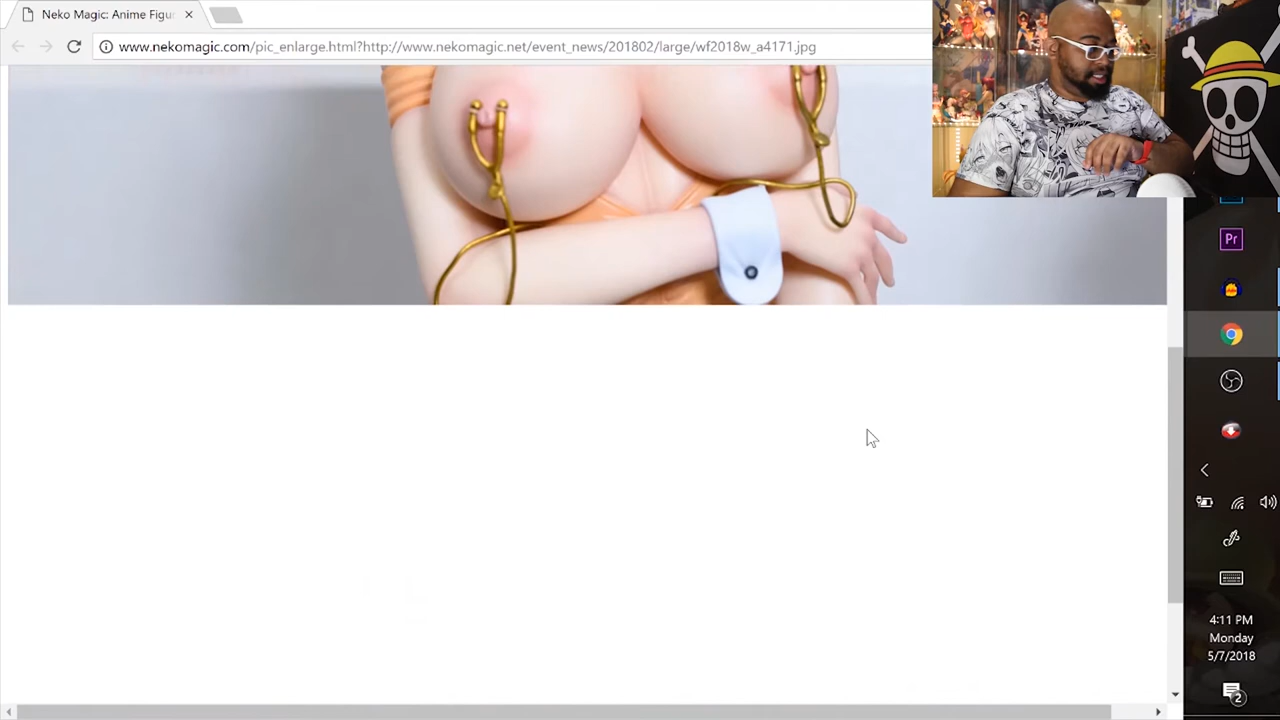 Neko Magic: Anime Figur
www.nekomagic.com/pic_enlarge.html?http://www.nekomagic.net/event_news/201802/large/wf2018w_a4171.jpg
Pr
4:11 PM
Monday
5/7/2018
2